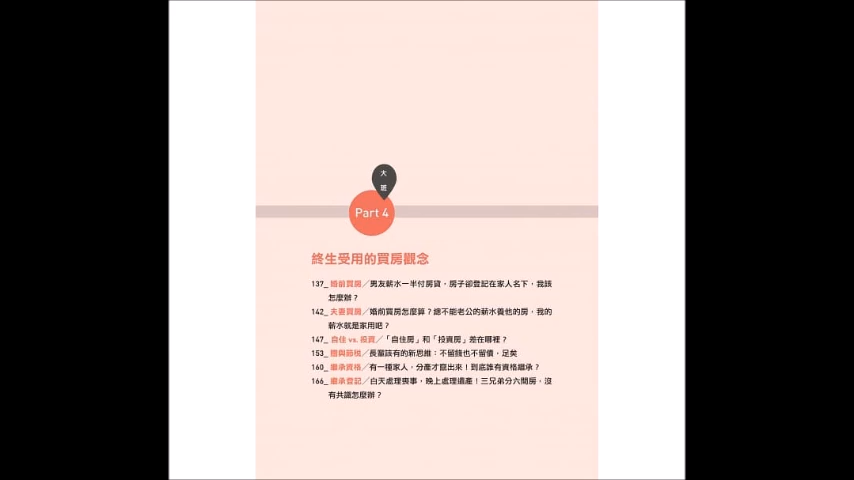 大
班
Part 4
終生受用的買房觀念
137_ 婚前買房／男友薪水一半付房貸，房子卻登記在家人名下，我該
怎麼辦？
142_ 夫妻買房／婚前買房怎麼算？總不能老公的薪水養他的房，我的
薪水就是家用吧？
147_ 自住 vs. 投資／「自住房」和「投資房」差在哪裡？
153_ 贈與節稅／長輩該有的新思維：不留錢也不留債，足矣
160_ 繼承資格／有一種家人，分產才竄出來！到底誰有資格繼承？
166_ 繼承登記／白天處理喪事，晚上處理遺產！三兄弟分六間房，沒
有共識怎麼辦？